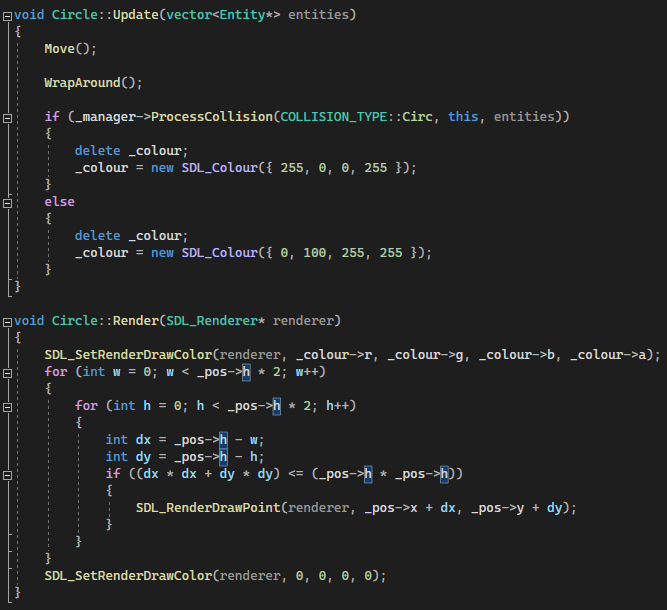 void Circle::Update(vector<Entity*> entities)
{
    Move();
    WrapAround();
    if (_manager->ProcessCollision(COLLISION_TYPE::Circ, this, entities))
    {
        delete _colour;
        _colour = new SDL_Colour({ 255, 0, 0, 255 });
    }
    else
    {
        delete _colour;
        _colour = new SDL_Colour({ 0, 100, 255, 255 });
    }
}
void Circle::Render(SDL_Renderer* renderer)
{
    SDL_SetRenderDrawColor(renderer, _colour->r, _colour->g, _colour->b, _colour->a);
    for (int w = 0; w < _pos->h * 2; w++)
    {
        for (int h = 0; h < _pos->h * 2; h++)
        {
            int dx = _pos->h - w;
            int dy = _pos->h - h;
            if ((dx * dx + dy * dy) <= (_pos->h * _pos->h))
            {
                SDL_RenderDrawPoint(renderer, _pos->x + dx, _pos->y + dy);
            }
        }
    }
    SDL_SetRenderDrawColor(renderer, 0, 0, 0, 0);
}